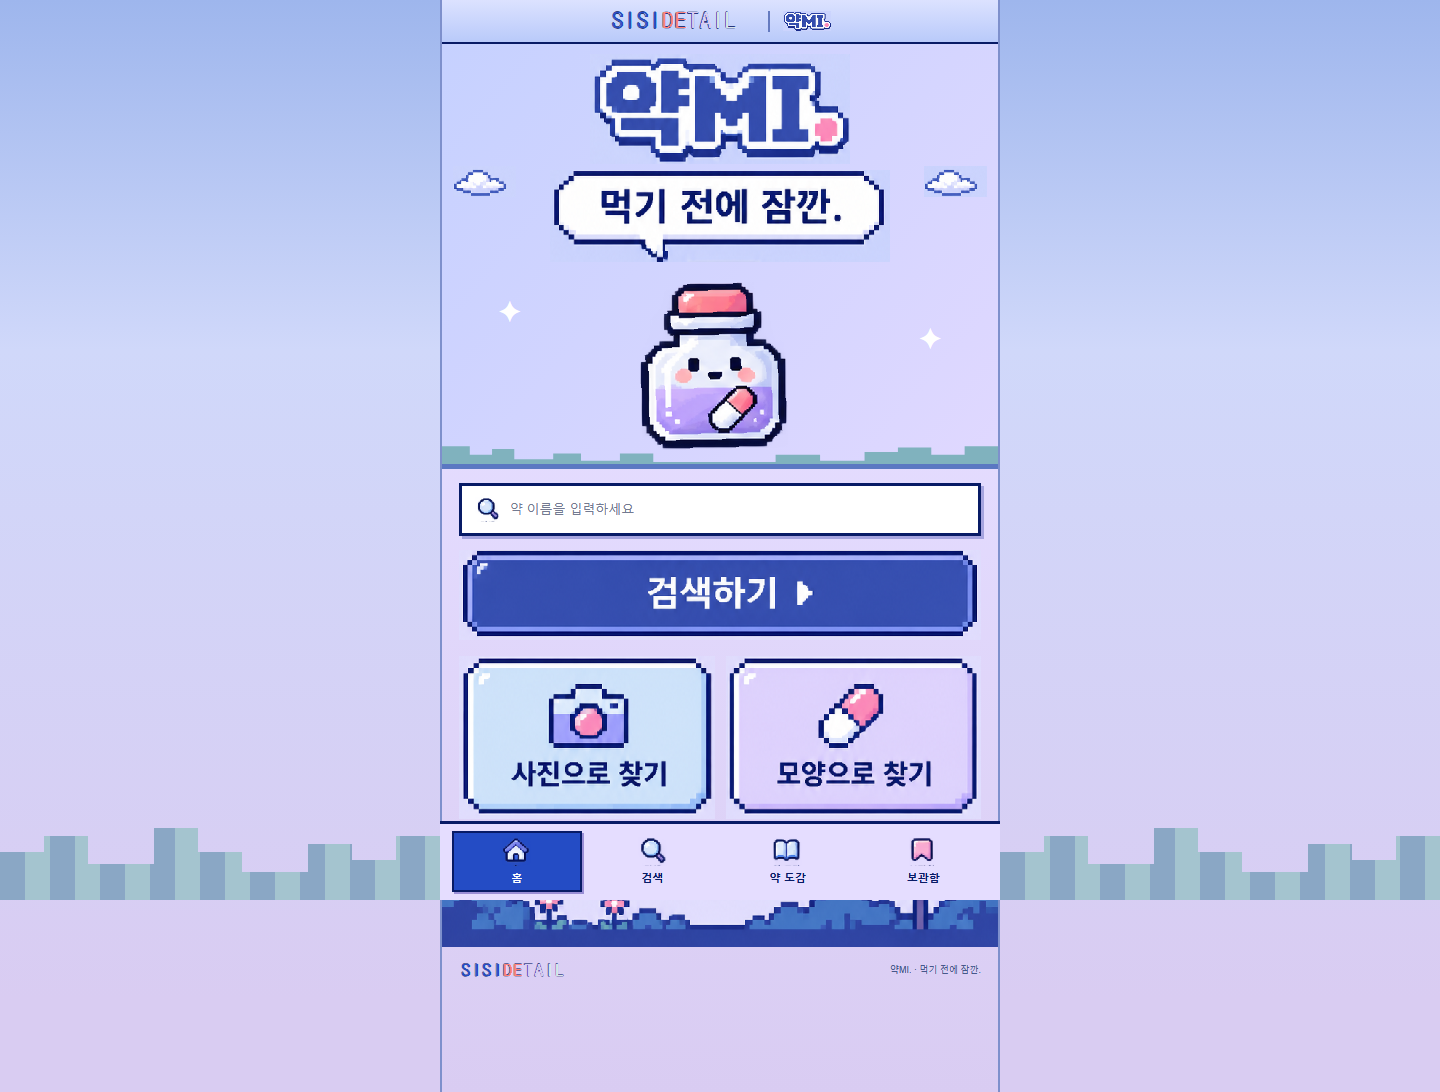 SISIDETAIL | 약MI.
약MI.
먹기 전에 잠깐.
약 이름을 입력하세요
검색하기
사진으로 찾기
모양으로 찾기
홈
검색
약 도감
보관함
SISIDETAIL
약MI. · 먹기 전에 잠깐.